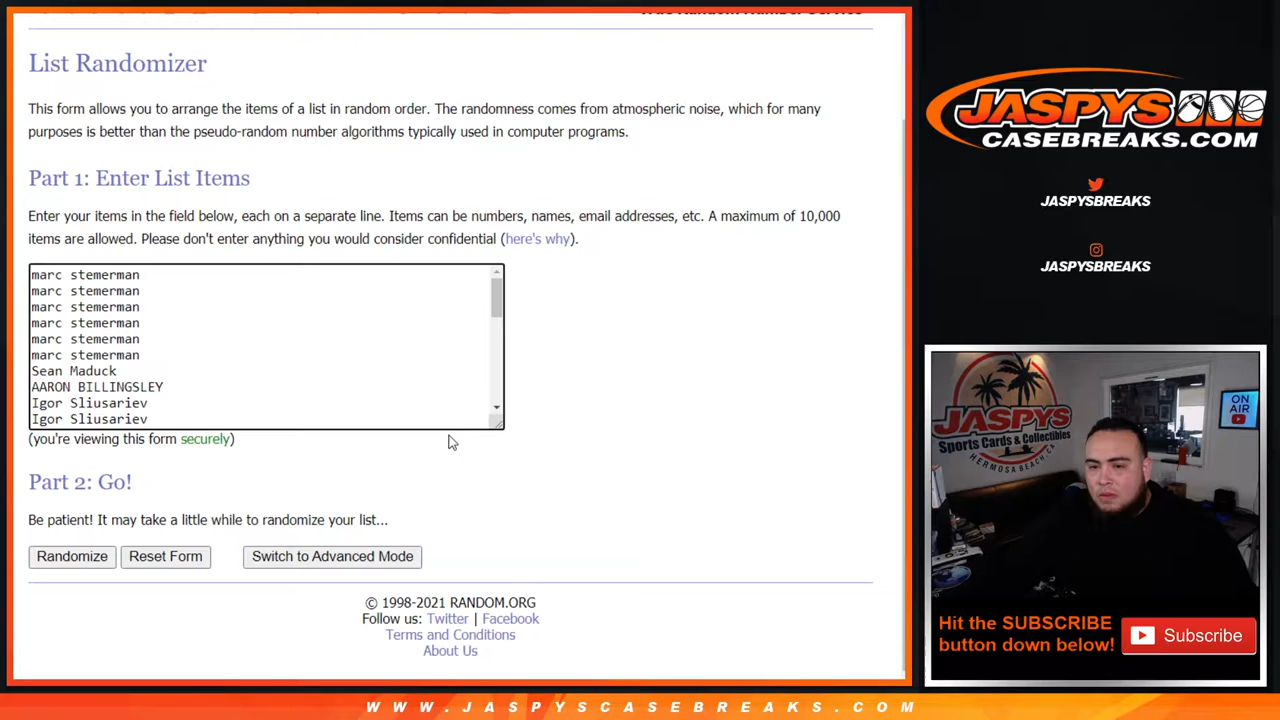 List Randomizer
This form allows you to arrange the items of a list in random order. The randomness comes from atmospheric noise, which for many
purposes is better than the pseudo-random number algorithms typically used in computer programs.
Part 1: Enter List Items
Enter your items in the field below, each on a separate line. Items can be numbers, names, email addresses, etc. A maximum of 10,000
items are allowed. Please don't enter anything you would consider confidential (here's why).
marc stemerman
marc stemerman
marc stemerman
marc stemerman
marc stemerman
marc stemerman
Sean Maduck
AARON BILLINGSLEY
Igor Sliusariev
Igor Sliusariev
(you're viewing this form securely)
Part 2: Go!
Be patient! It may take a little while to randomize your list...
Randomize Reset Form Switch to Advanced Mode
© 1998-2021 RANDOM.ORG
Follow us: Twitter | Facebook
Terms and Conditions
About Us
JASPYS
CASEBREAKS.COM
JASPYSBREAKS
JASPYSBREAKS
JASPYS
Sports Cards & Collectibles
HERMOSA BEACH, CA
ON
AIR
Hit the SUBSCRIBE
button down below!
Subscribe
WWW.JASPYSCASEBREAKS.COM